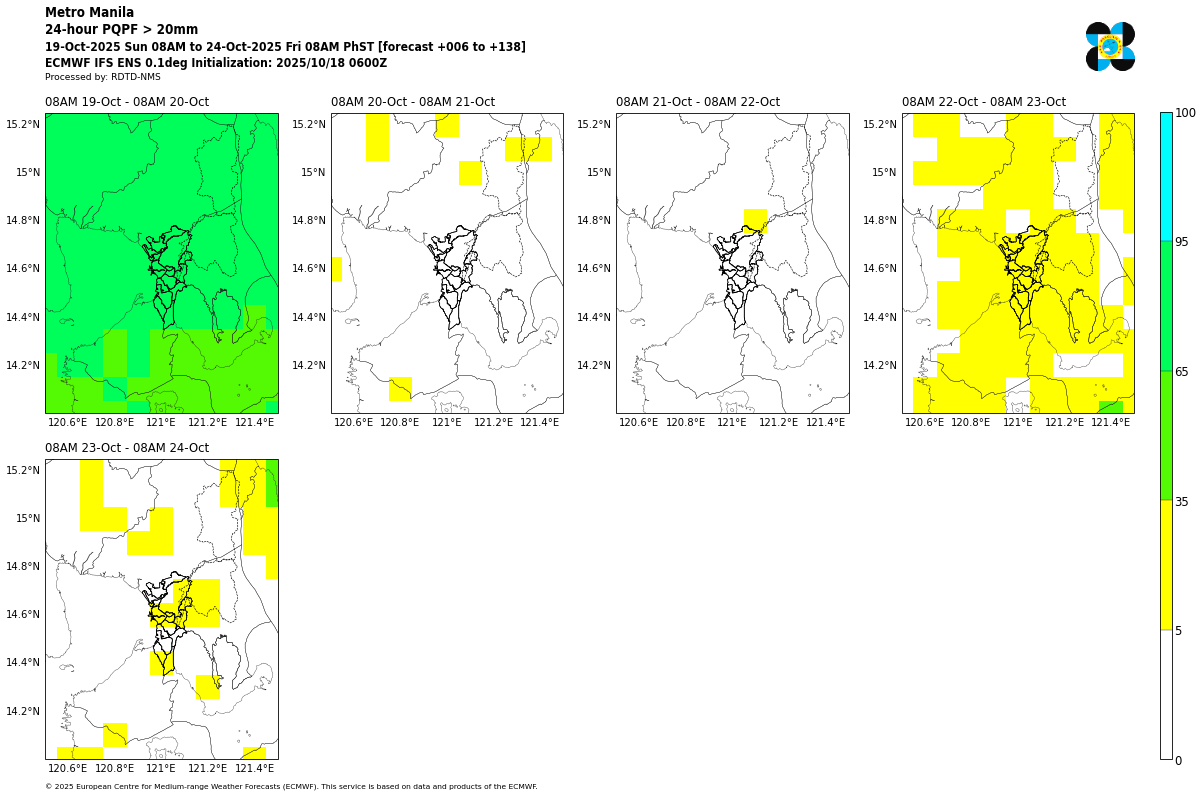 Metro Manila
24-hour PQPF > 20mm
19-Oct-2025 Sun 08AM to 24-Oct-2025 Fri 08AM PhST [forecast +006 to +138]
ECMWF IFS ENS 0.1deg Initialization: 2025/10/18 0600Z
Processed by: RDTD-NMS
08AM 19-Oct - 08AM 20-Oct
08AM 20-Oct - 08AM 21-Oct
08AM 21-Oct - 08AM 22-Oct
08AM 22-Oct - 08AM 23-Oct
15.2°N
15°N
14.8°N
14.6°N
14.4°N
14.2°N
120.6°E 120.8°E 121°E 121.2°E 121.4°E
15.2°N
15°N
14.8°N
14.6°N
14.4°N
14.2°N
120.6°E 120.8°E 121°E 121.2°E 121.4°E
15.2°N
15°N
14.8°N
14.6°N
14.4°N
14.2°N
120.6°E 120.8°E 121°E 121.2°E 121.4°E
15.2°N
15°N
14.8°N
14.6°N
14.4°N
14.2°N
120.6°E 120.8°E 121°E 121.2°E 121.4°E
08AM 23-Oct - 08AM 24-Oct
15.2°N
15°N
14.8°N
14.6°N
14.4°N
14.2°N
120.6°E 120.8°E 121°E 121.2°E 121.4°E
100
95
65
35
5
0
© 2025 European Centre for Medium-range Weather Forecasts (ECMWF). This service is based on data and products of the ECMWF.